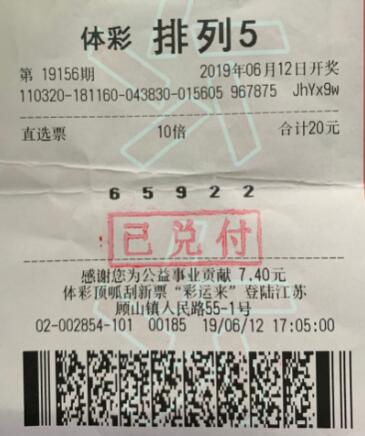 体彩 排列5
第 19156期 2019年06月12日开奖
110320-181160-043830-015605 967875 JhYx9w
直选票 10倍 合计20元
6 5 9 2 2
已兑付
感谢您为公益事业贡献 7.40元
体彩顶呱刮新票“彩运来”登陆江苏
顾山镇人民路55-1号
02-002854-101 00185 19/06/12 17:05:00